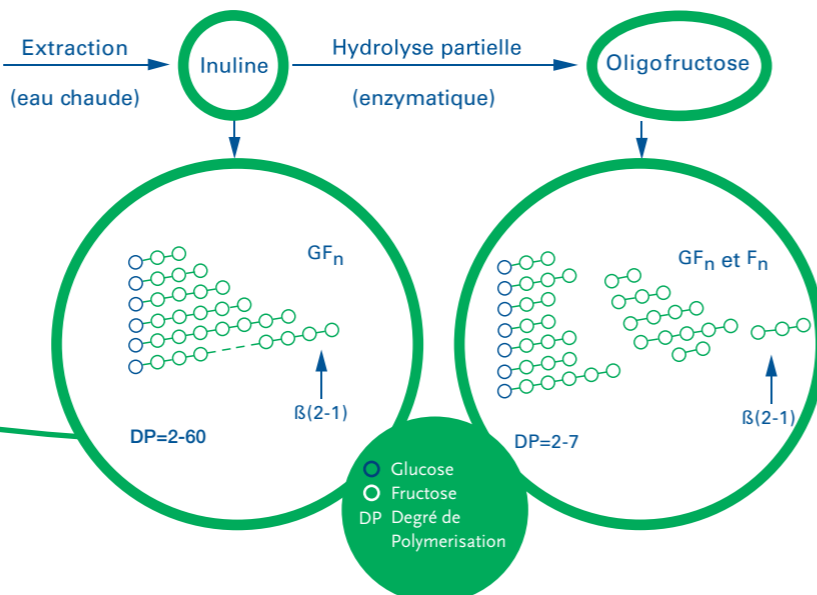 Extraction
(eau chaude)
Inuline
Hydrolyse partielle
(enzymatique)
Oligofructose
GFn
ß(2-1)
DP=2-60
GFn et Fn
ß(2-1)
DP=2-7
Glucose
Fructose
DP Degré de
Polymerisation